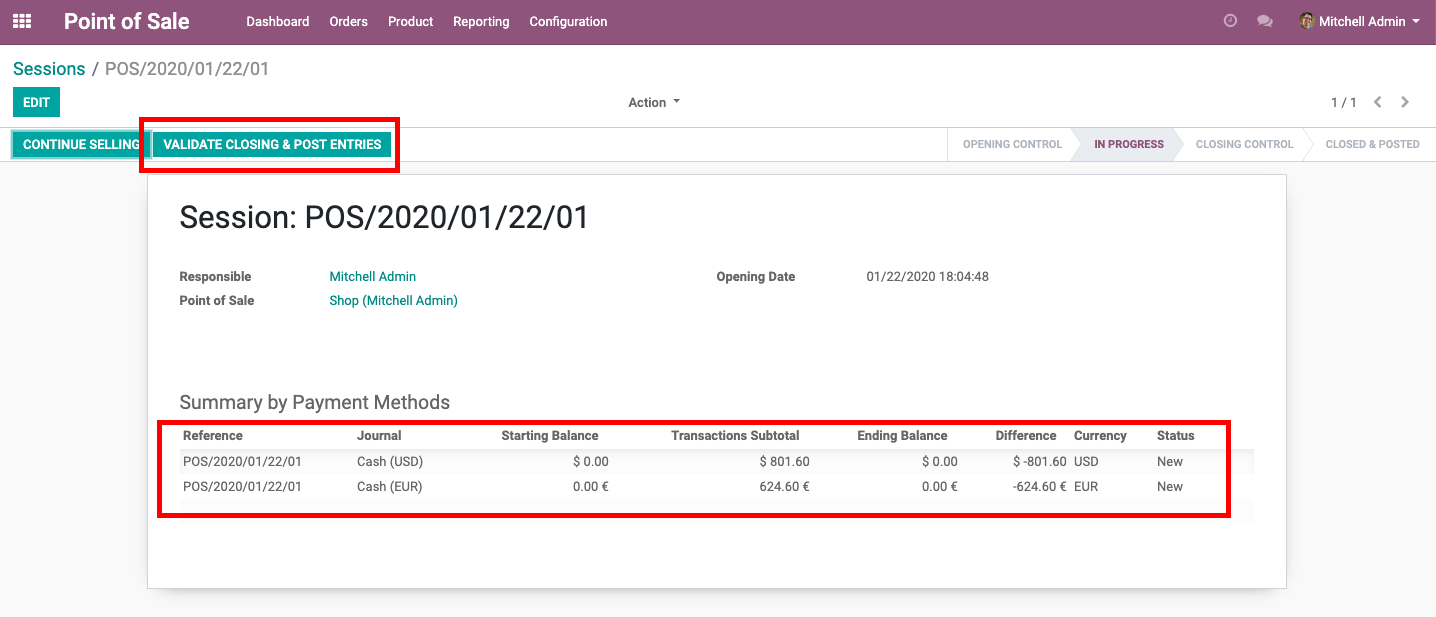 Point of Sale Dashboard Orders Product Reporting Configuration Mitchell Admin
Sessions / POS/2020/01/22/01
EDIT Action 1 / 1
CONTINUE SELLING VALIDATE CLOSING & POST ENTRIES OPENING CONTROL IN PROGRESS CLOSING CONTROL CLOSED & POSTED
Session: POS/2020/01/22/01
Responsible Mitchell Admin Opening Date 01/22/2020 18:04:48
Point of Sale Shop (Mitchell Admin)
Summary by Payment Methods
Reference Journal Starting Balance Transactions Subtotal Ending Balance Difference Currency Status
POS/2020/01/22/01 Cash (USD) $ 0.00 $ 801.60 $ 0.00 $ -801.60 USD New
POS/2020/01/22/01 Cash (EUR) 0.00 € 624.60 € 0.00 € -624.60 € EUR New